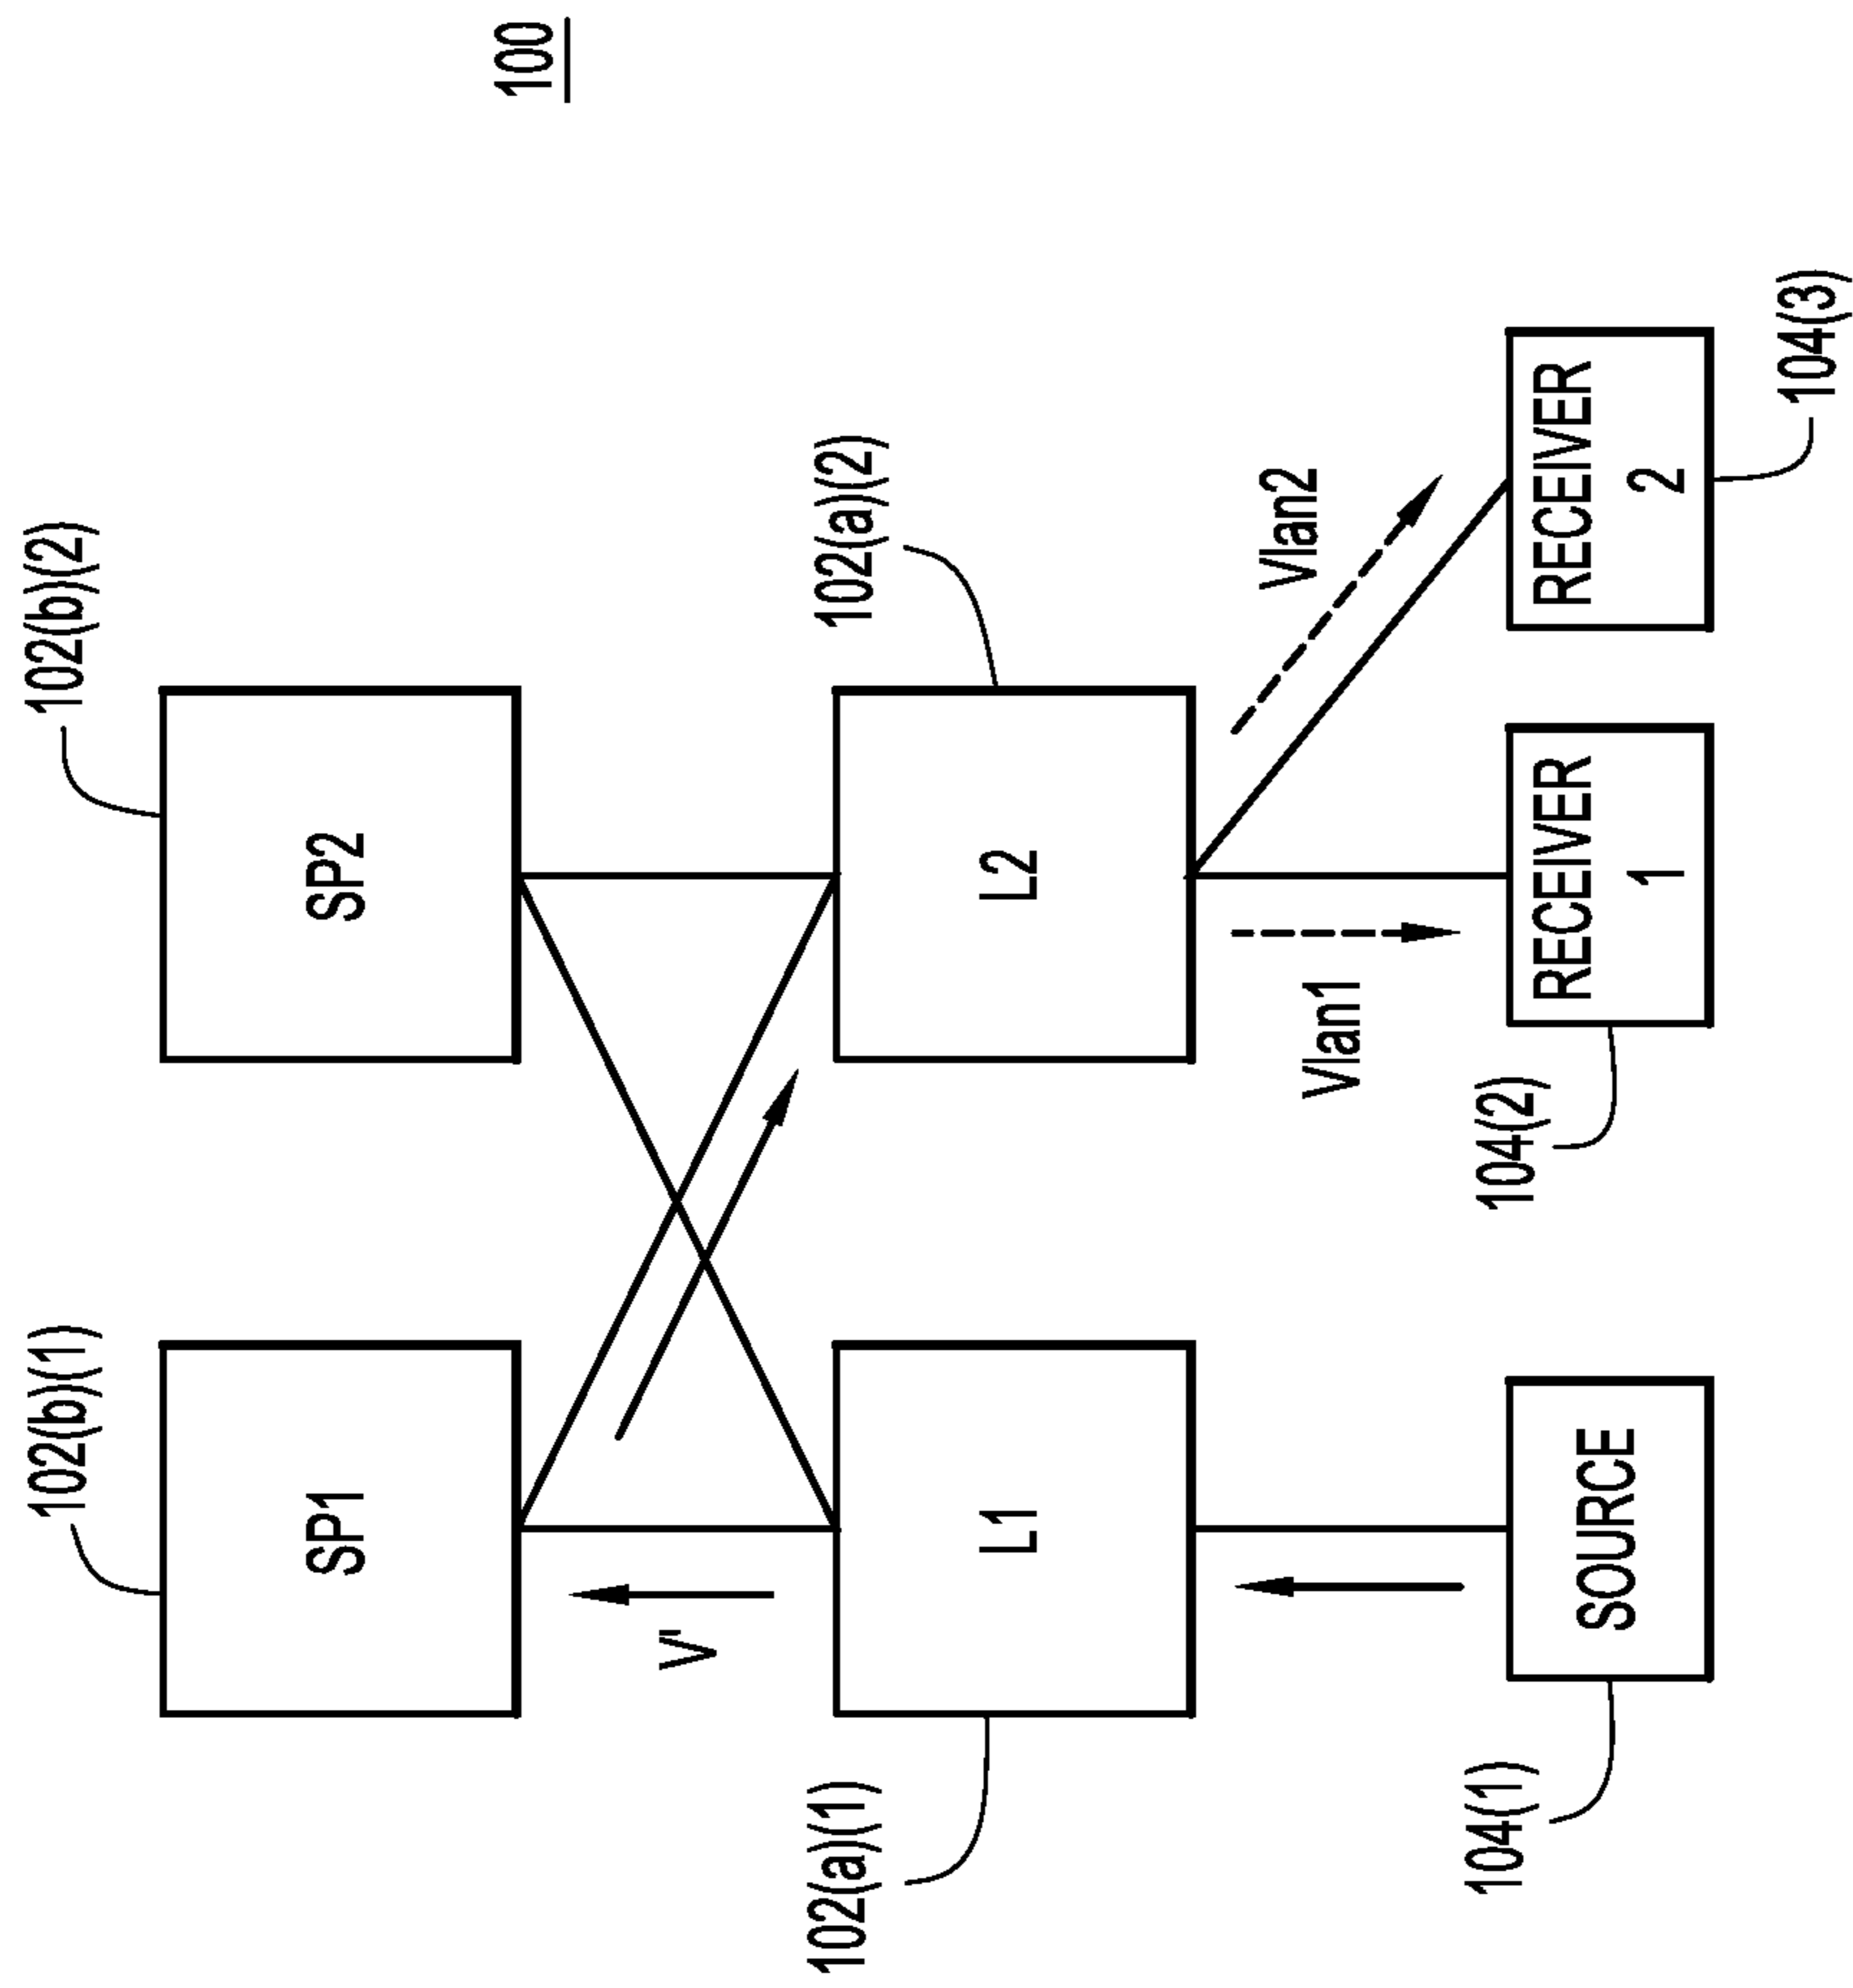 102(b)(1)
102(b)(2)
SP1
SP2
100
V'
102(a)(1)
102(a)(2)
L1
L2
Vlan1
Vlan2
104(1)
104(2)
SOURCE
RECEIVER
1
RECEIVER
2
104(3)